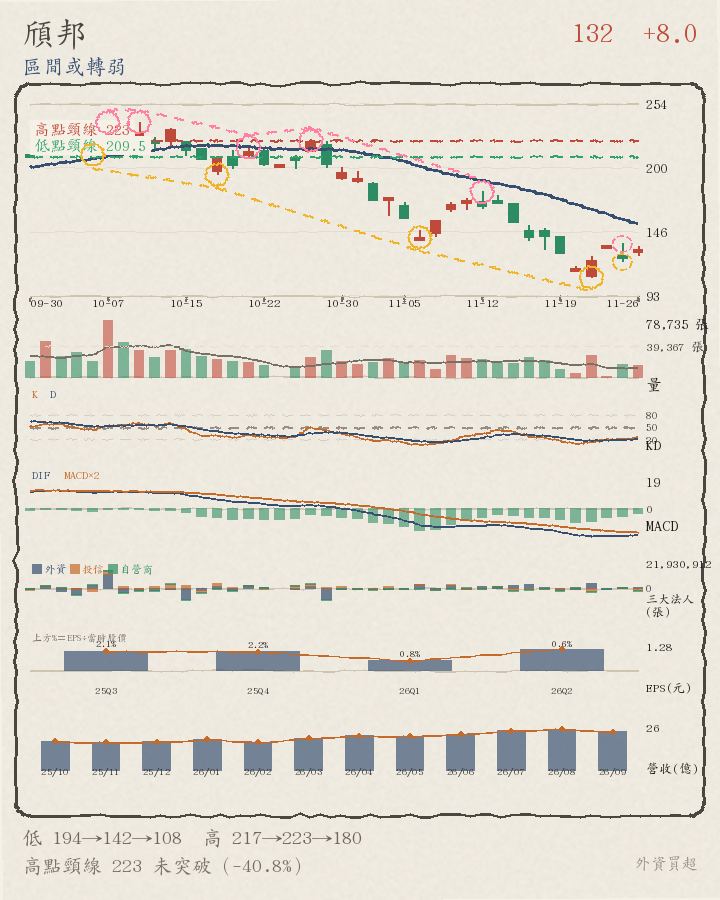 頎邦
132 +8.0
區間或轉弱
254
高點頸線 223
低點頸線 209.5
200
146
93
09-30 10-07 10-15 10-22 10-30 11-05 11-12 11-19 11-26
78,735 張
39,367 張
量
K D
80
50
20
KD
DIF MACD×2
19
0
MACD
21,930,912
外資 投信 自營商
0
三大法人
(張)
上方%=EPS÷當時股價
2.1% 2.2% 0.8% 0.6%
1.28
25Q3 25Q4 26Q1 26Q2
EPS(元)
26
25/10 25/11 25/12 26/01 26/02 26/03 26/04 26/05 26/06 26/07 26/08 26/09
營收(億)
低 194→142→108 高 217→223→180
高點頸線 223 未突破 (-40.8%)
外資買超